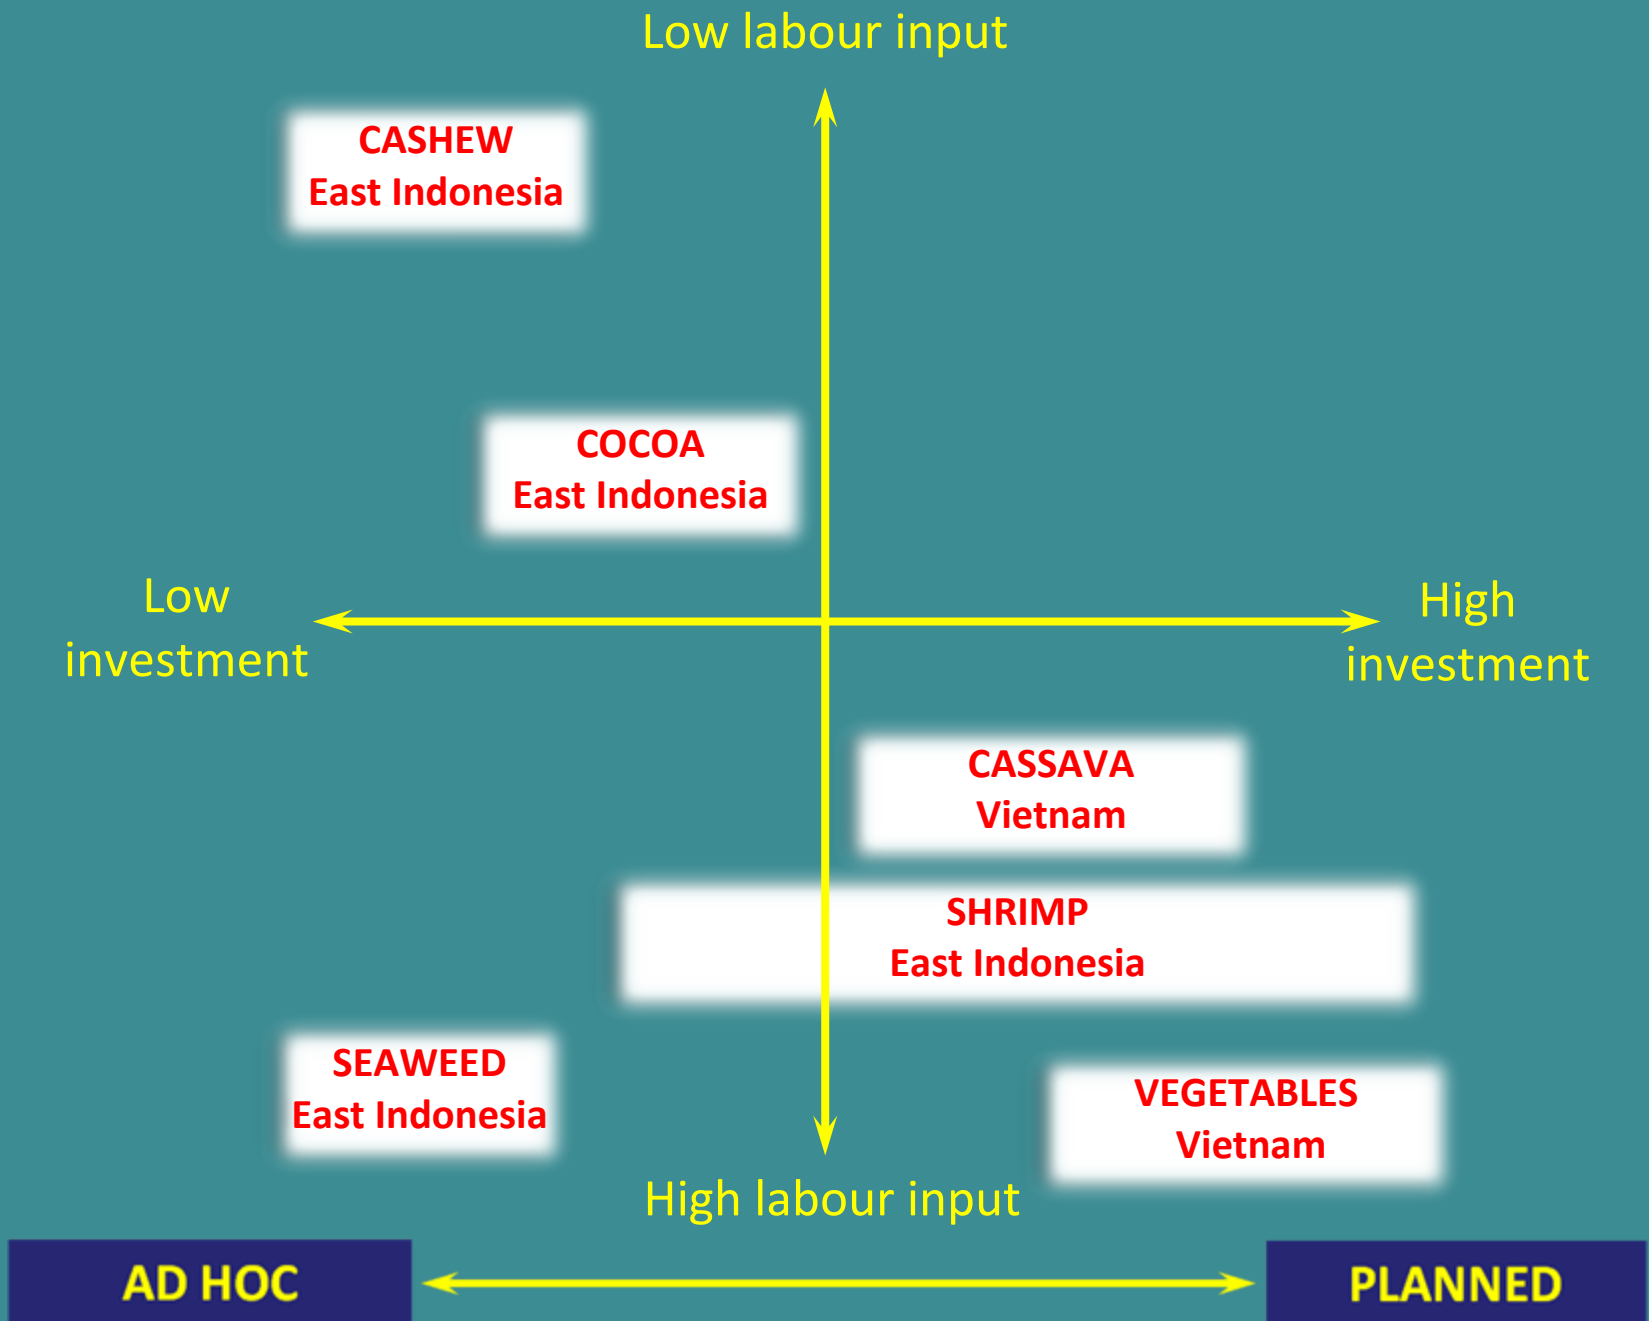 Low labour input
CASHEW
East Indonesia
COCOA
East Indonesia
Low
investment
High
investment
CASSAVA
Vietnam
SHRIMP
East Indonesia
SEAWEED
East Indonesia
VEGETABLES
Vietnam
High labour input
AD HOC
PLANNED